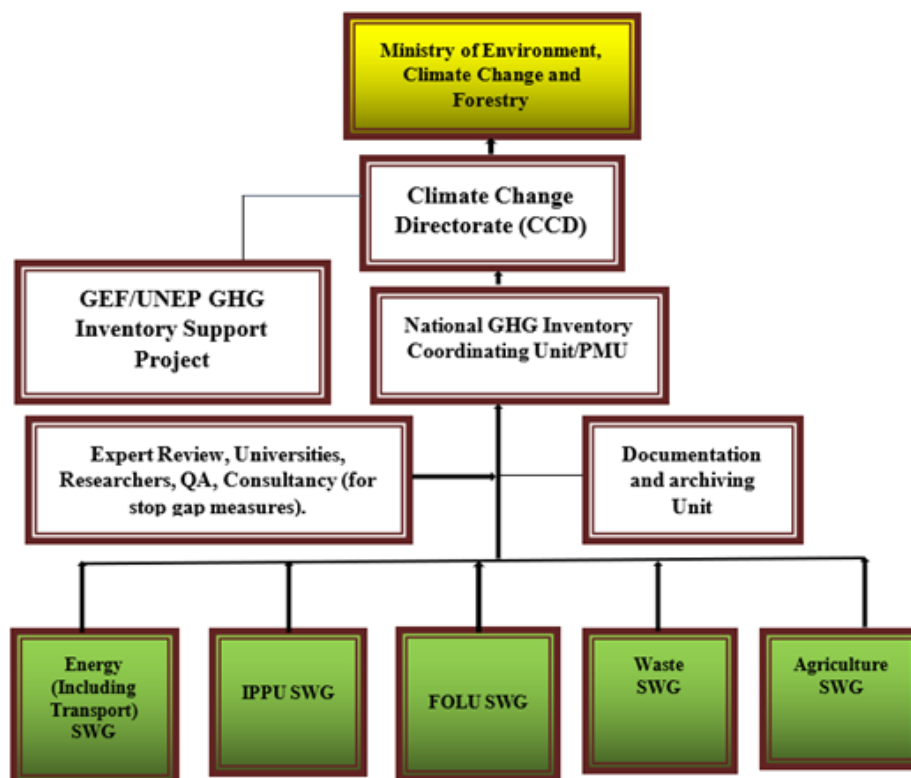 Ministry of Environment,
Climate Change and
Forestry
Climate Change
Directorate (CCD)
GEF/UNEP GHG
Inventory Support
Project
National GHG Inventory
Coordinating Unit/PMU
Expert Review, Universities,
Researchers, QA, Consultancy (for
stop gap measures).
Documentation
and archiving
Unit
Energy
(Including
Transport)
SWG
IPPU SWG
FOLU SWG
Waste
SWG
Agriculture
SWG